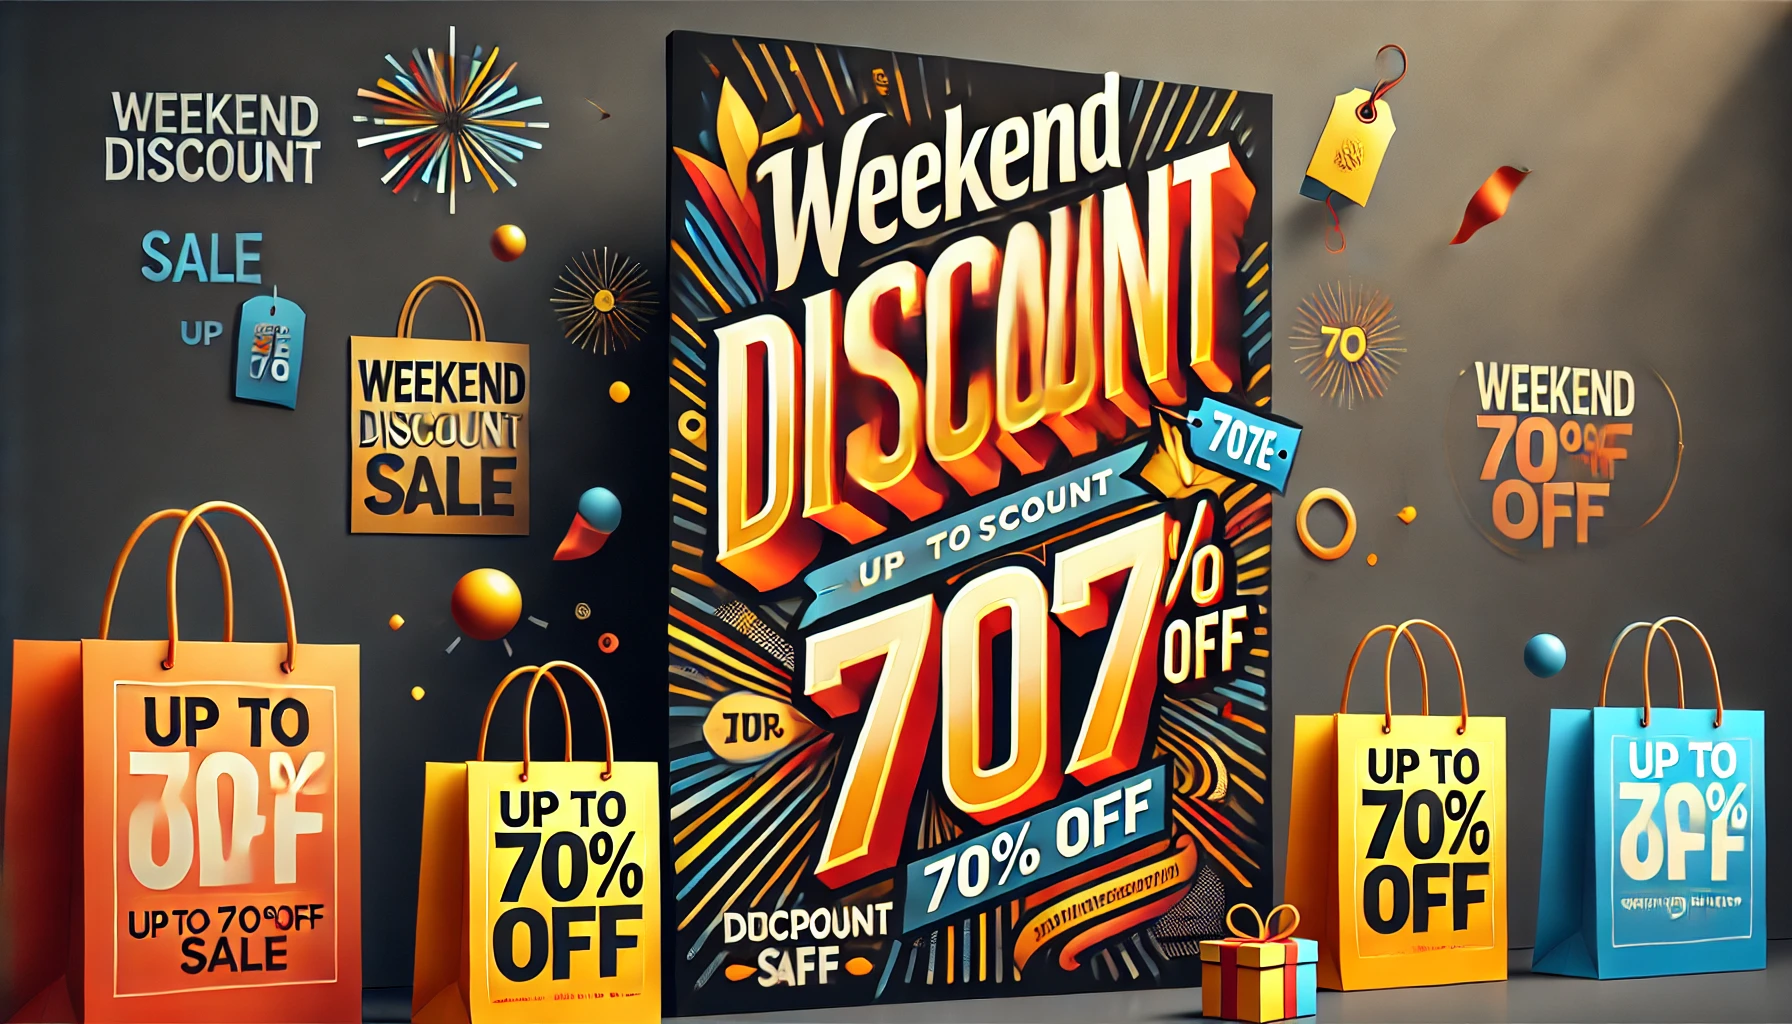 WEEKEND
DISCOUNT
SALE
UP
WEEKEND
DISCOUNT
SALE
UP TO
UP TO 70% OFF
SALE
UP TO
70%
OFF
Weekend
DISCOUNT
UP TO SCOUNT
707%
OFF
70% OFF
DDCPOUNT
SAFF
707E
70
WEEKEND
OFF
UP TO
70%
OFF
UP TO